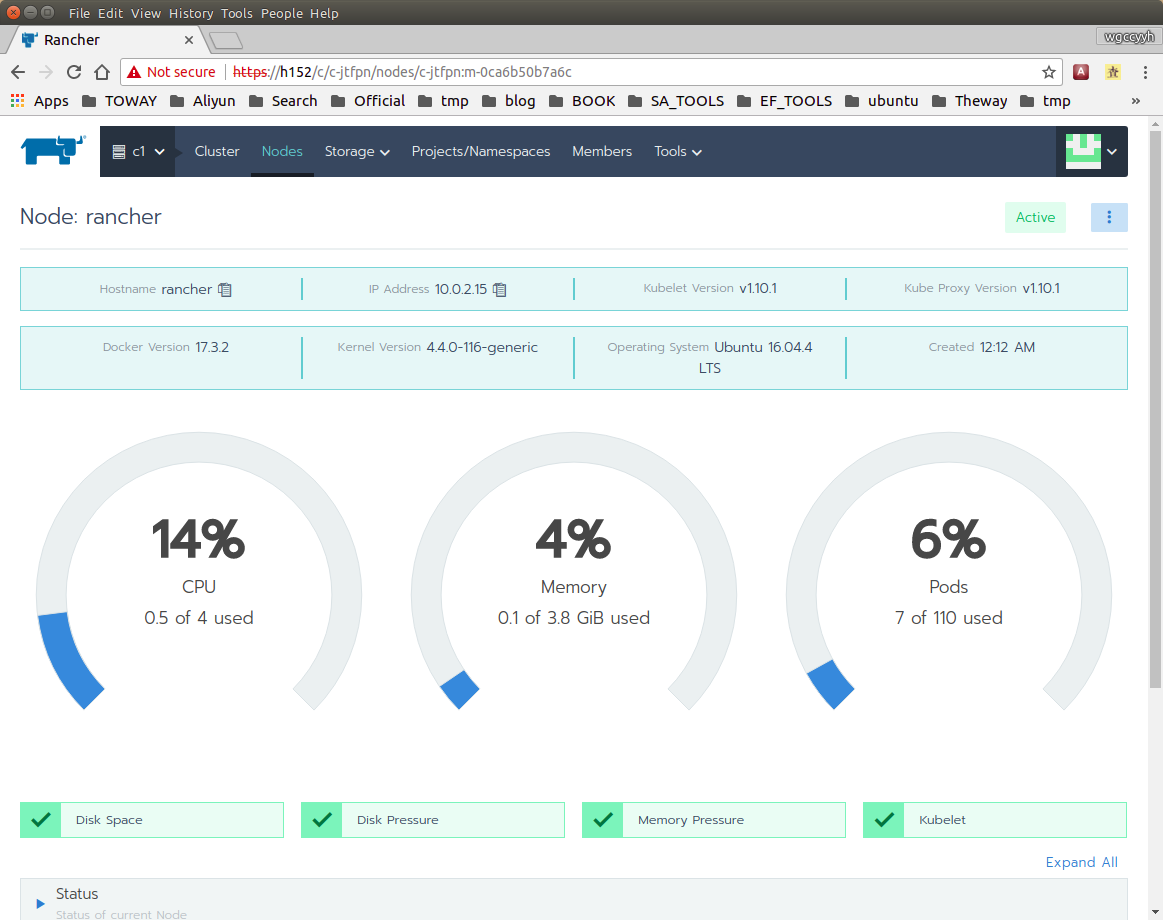 File Edit View History Tools People Help
Rancher
wgccyyh
Not secure https://h152/c/c-jtfpn/nodes/c-jtfpn:m-0ca6b50b7a6c
Apps TOWAY Aliyun Search Official tmp blog BOOK SA_TOOLS EF_TOOLS ubuntu Theway tmp »
c1 Cluster Nodes Storage Projects/Namespaces Members Tools
Node: rancher Active
Hostname rancher IP Address 10.0.2.15 Kubelet Version v1.10.1 Kube Proxy Version v1.10.1
Docker Version 17.3.2 Kernel Version 4.4.0-116-generic Operating System Ubuntu 16.04.4 Created 12:12 AM
LTS
14% 4% 6%
CPU Memory Pods
0.5 of 4 used 0.1 of 3.8 GiB used 7 of 110 used
Disk Space Disk Pressure Memory Pressure Kubelet
Expand All
Status
Status of current Node